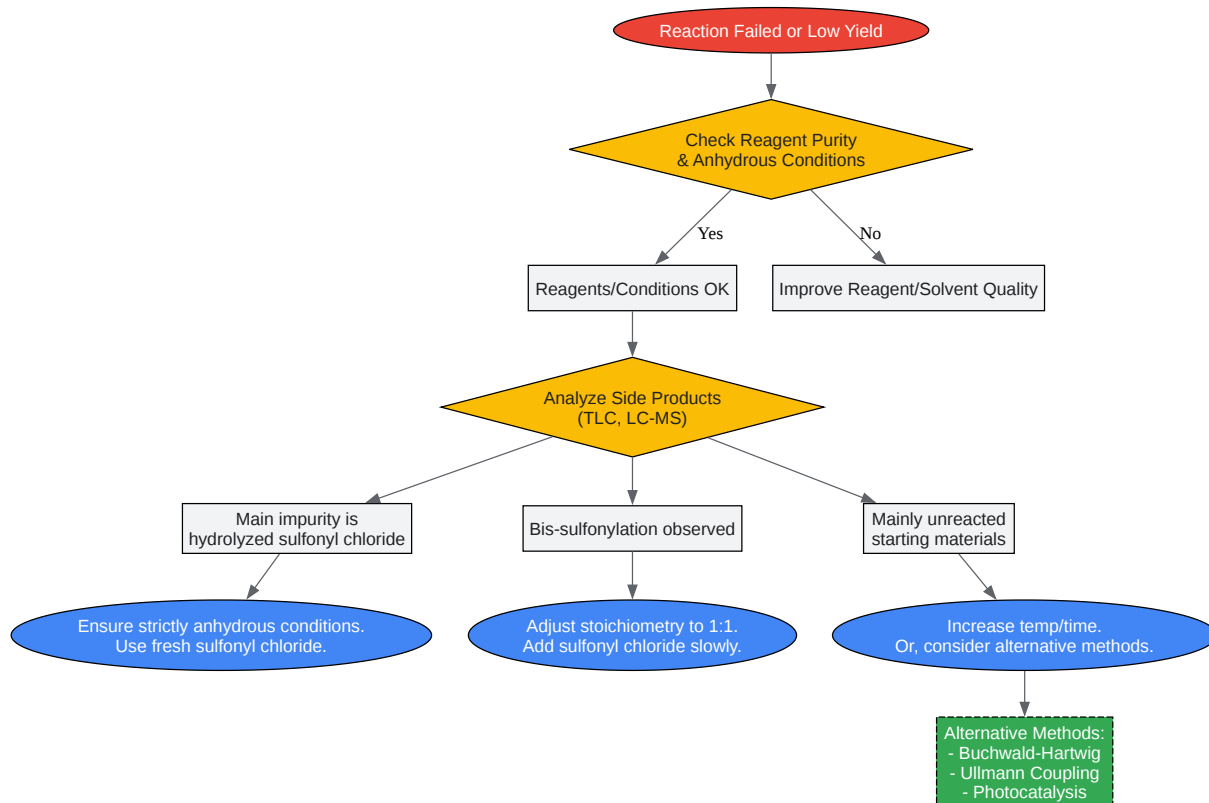 Reaction Failed or Low Yield
Check Reagent Purity
& Anhydrous Conditions
Yes
No
Reagents/Conditions OK
Improve Reagent/Solvent Quality
Analyze Side Products
(TLC, LC-MS)
Main impurity is
hydrolyzed sulfonyl chloride
Bis-sulfonylation observed
Mainly unreacted
starting materials
Ensure strictly anhydrous conditions.
Use fresh sulfonyl chloride.
Adjust stoichiometry to 1:1.
Add sulfonyl chloride slowly.
Increase temp/time.
Or, consider alternative methods.
Alternative Methods:
- Buchwald-Hartwig
- Ullmann Coupling
- Photocatalysis